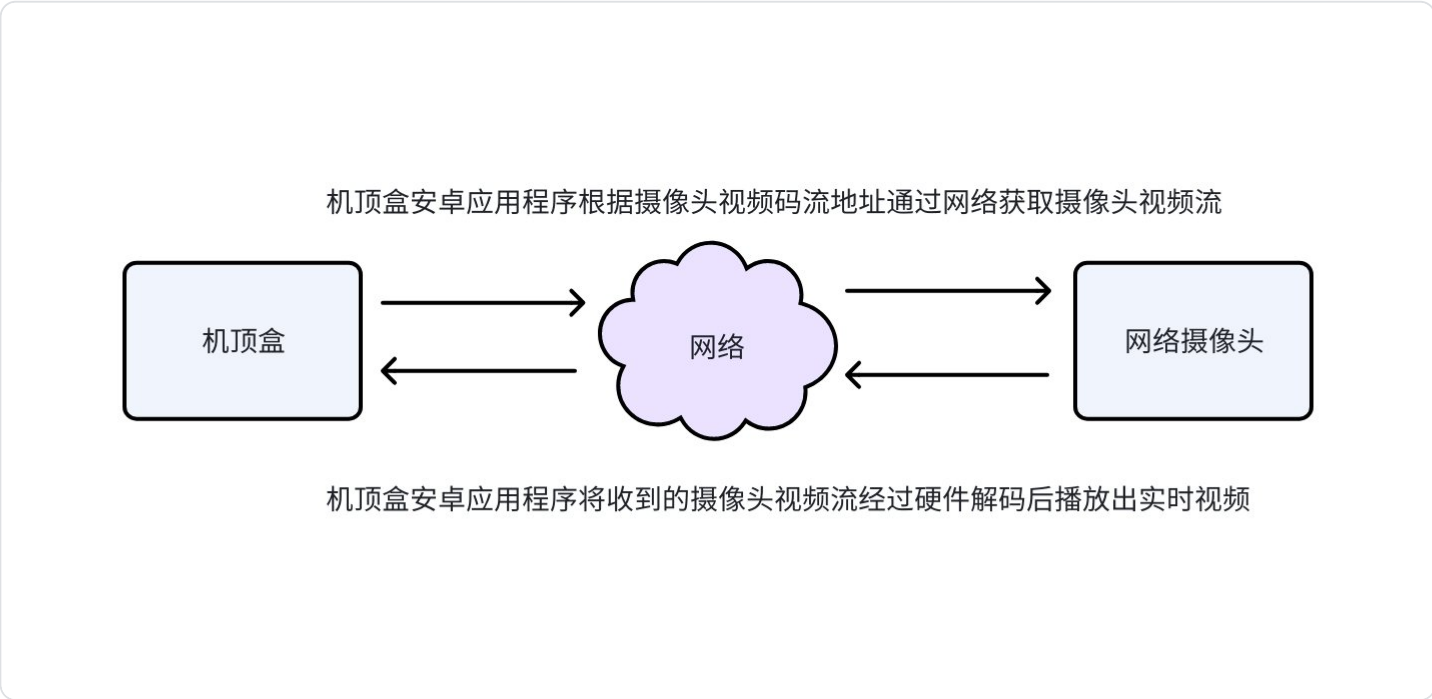 机顶盒安卓应用程序根据摄像头视频码流地址通过网络获取摄像头视频流
机顶盒
网络
网络摄像头
机顶盒安卓应用程序将收到的摄像头视频流经过硬件解码后播放出实时视频